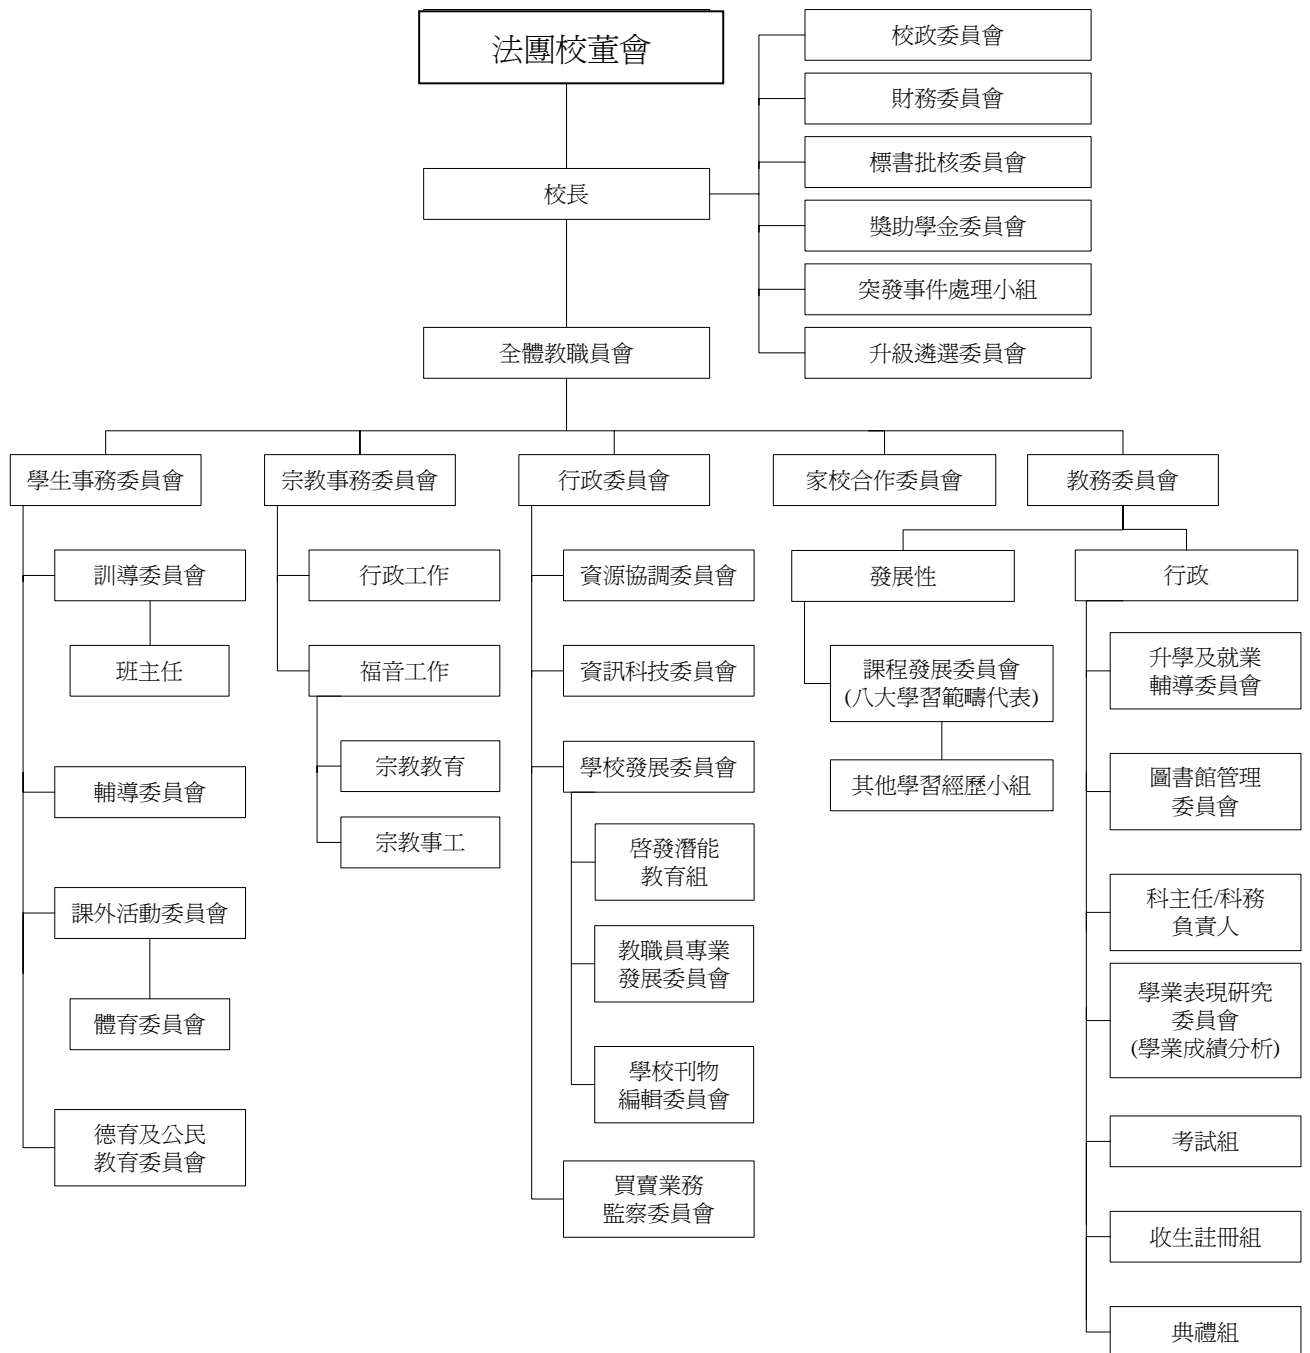 法團校董會
校政委員會
財務委員會
標書批核委員會
校長
獎助學金委員會
突發事件處理小組
全體教職員會
升級遴選委員會
學生事務委員會
宗教事務委員會
行政委員會
家校合作委員會
教務委員會
訓導委員會
班主任
輔導委員會
課外活動委員會
體育委員會
德育及公民
教育委員會
行政工作
福音工作
宗教教育
宗教事工
資源協調委員會
資訊科技委員會
學校發展委員會
啓發潛能
教育組
教職員專業
發展委員會
學校刊物
編輯委員會
買賣業務
監察委員會
發展性
課程發展委員會
(八大學習範疇代表)
其他學習經歷小組
行政
升學及就業
輔導委員會
圖書館管理
委員會
科主任/科務
負責人
學業表現研究
委員會
(學業成績分析)
考試組
收生註冊組
典禮組